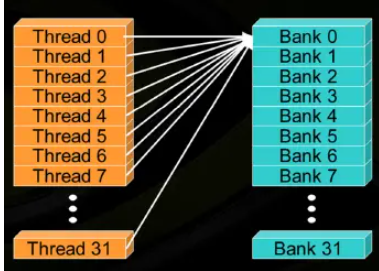 Thread 0 Bank 0
Thread 1 Bank 1
Thread 2 Bank 2
Thread 3 Bank 3
Thread 4 Bank 4
Thread 5 Bank 5
Thread 6 Bank 6
Thread 7 Bank 7
Thread 31 Bank 31